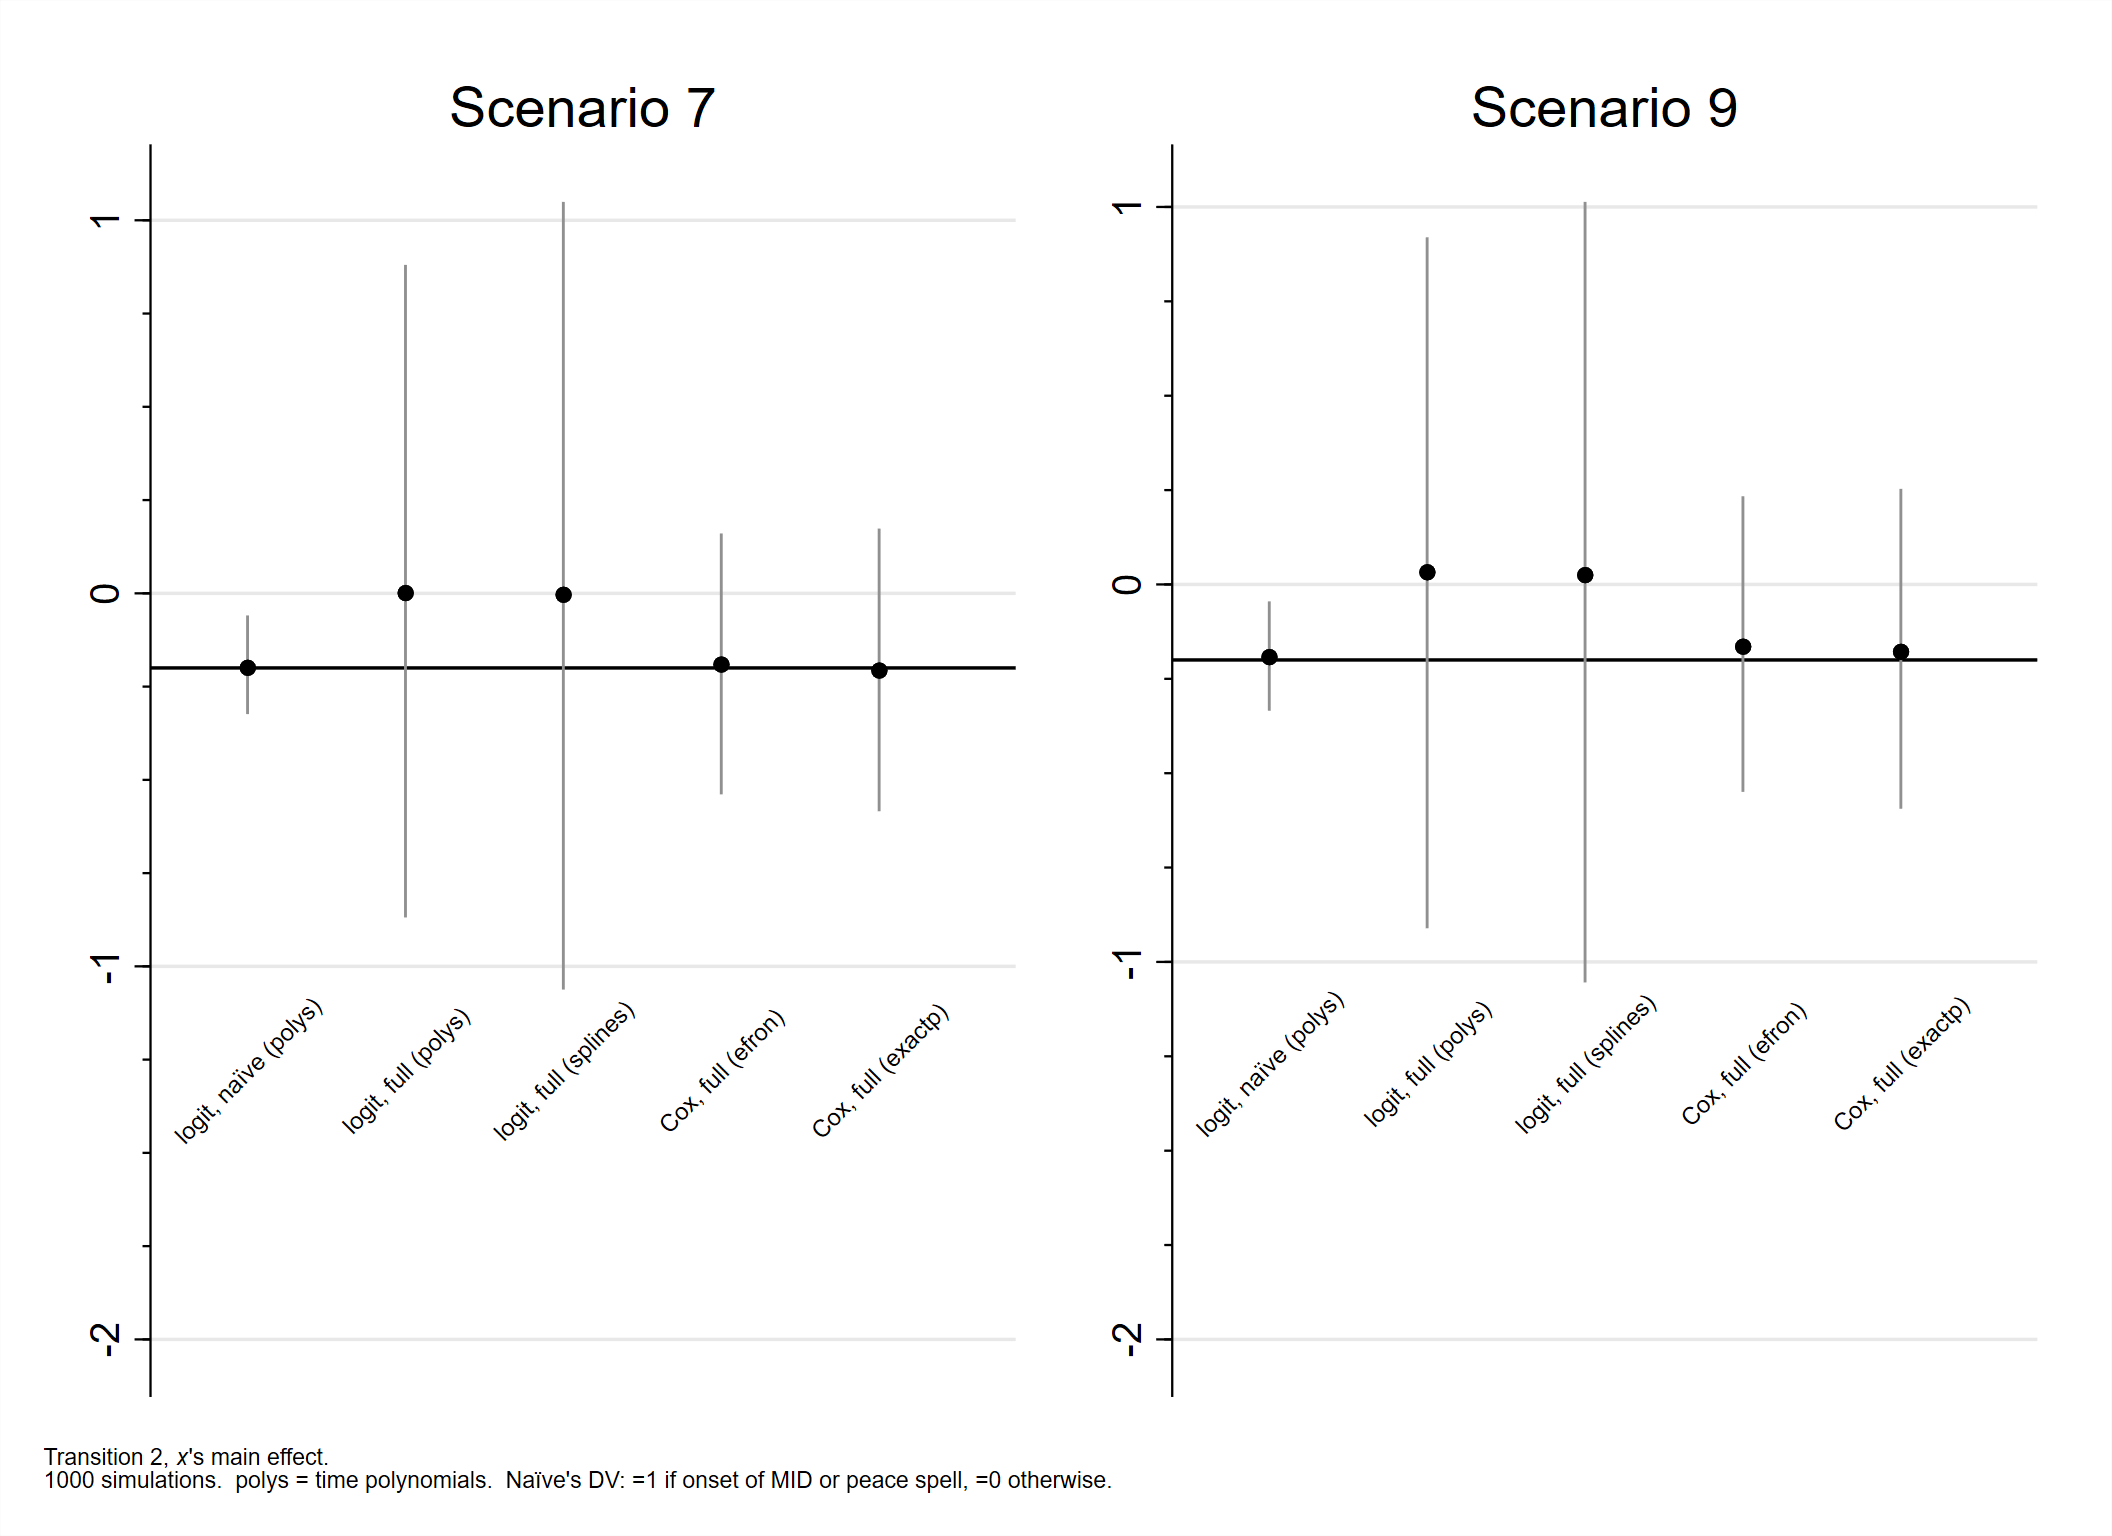 Scenario 7
1
0
-1
-2
logit, naïve (polys)
logit, full (polys)
logit, full (splines)
Cox, full (efron)
Cox, full (exactp)
Scenario 9
1
0
-1
-2
logit, naïve (polys)
logit, full (polys)
logit, full (splines)
Cox, full (efron)
Cox, full (exactp)
Transition 2, x's main effect.
1000 simulations.  polys = time polynomials.  Naïve's DV: =1 if onset of MID or peace spell, =0 otherwise.